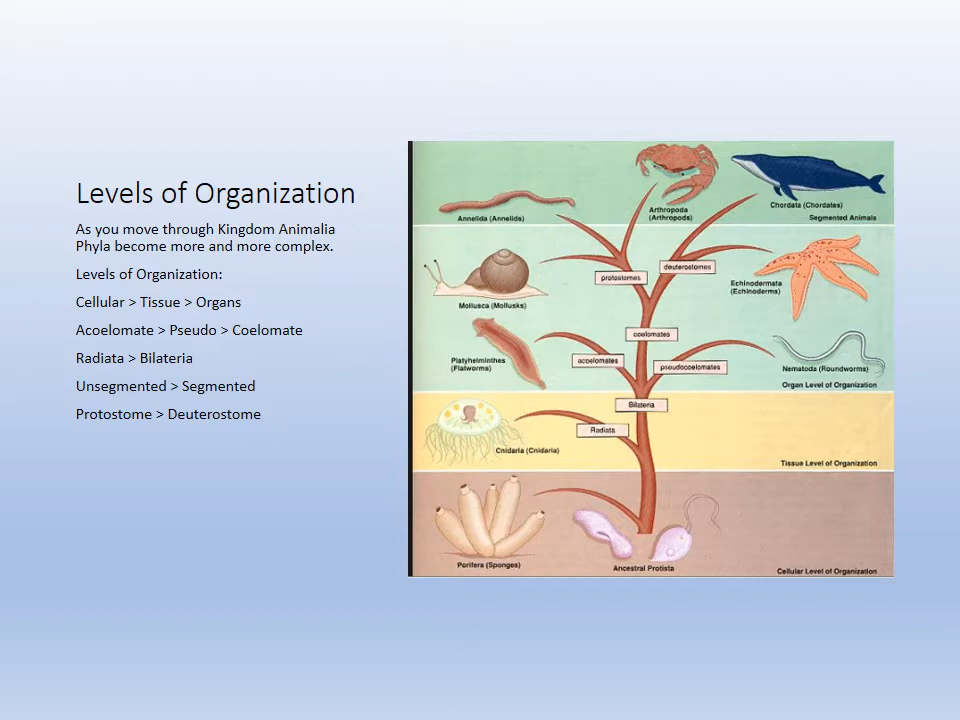 Levels of Organization
As you move through Kingdom Animalia
Phyla become more and more complex.
Levels of Organization:
Cellular > Tissue > Organs
Acoelomate > Pseudo > Coelomate
Radiata > Bilateria
Unsegmented > Segmented
Protostome > Deuterostome
Annelida (Annelids)
Arthropoda
(Arthropods)
Chordata (Chordates)
Segmented Animals
protostomes
deuterostomes
Echinodermata
(Echinoderms)
Mollusca (Mollusks)
coelomates
Platyhelminthes
(Flatworms)
acoelomates
pseudocoelomates
Nematoda (Roundworms)
Organ Level of Organization
Bilateria
Radiata
Cnidaria (Cnidaria)
Tissue Level of Organization
Porifera (Sponges)
Ancestral Protista
Cellular Level of Organization